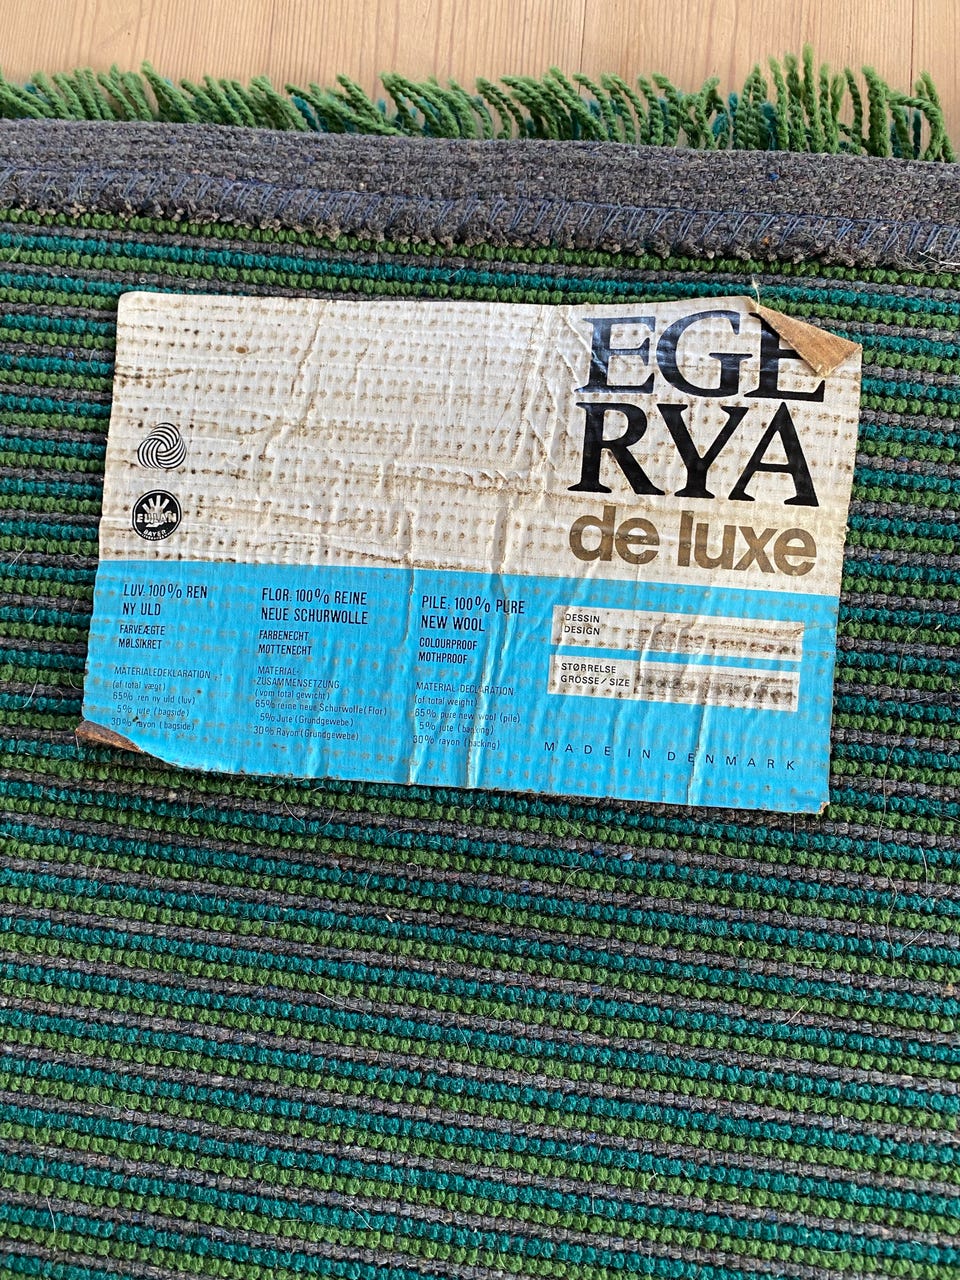 EGE
RYA
de luxe
EULAN
BAYER
LUV: 100% REN
NY ULD
FARVEÆGTE
MØLSIKRET
MATERIALEDEKLARATION
(af total vægt)
65% ren ny uld (luv)
5% jute (bagside)
30% rayon (bagside)
FLOR: 100% REINE
NEUE SCHURWOLLE
FARBENECHT
MOTTENECHT
MATERIAL-
ZUSAMMENSETZUNG
(vom total gewicht)
65% reine neue Schurwolle (Flor)
5% Jute (Grundgewebe)
30% Rayon (Grundgewebe)
PILE: 100% PURE
NEW WOOL
COLOURPROOF
MOTHPROOF
MATERIAL-DECLARATION:
(of total weight)
65% pure new wool (pile)
5% jute (backing)
30% rayon (backing)
DESSIN
DESIGN
STØRRELSE
GRÖSSE/SIZE
MADE IN DENMARK